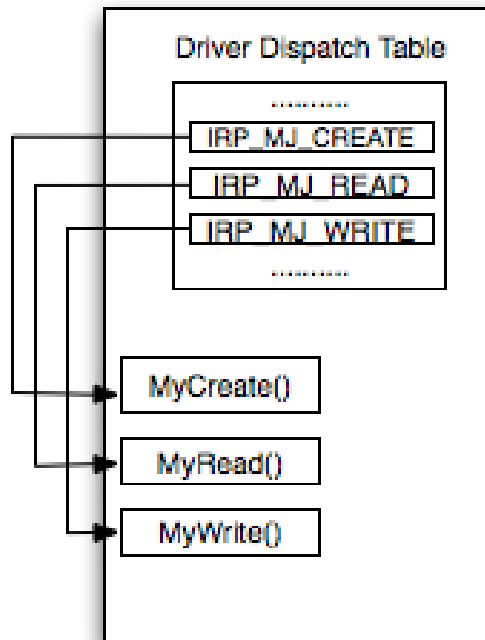 Driver Dispatch Table
..........
IRP_MJ_CREATE
IRP_MJ_READ
IRP_MJ_WRITE
..........
MyCreate()
MyRead()
MyWrite()